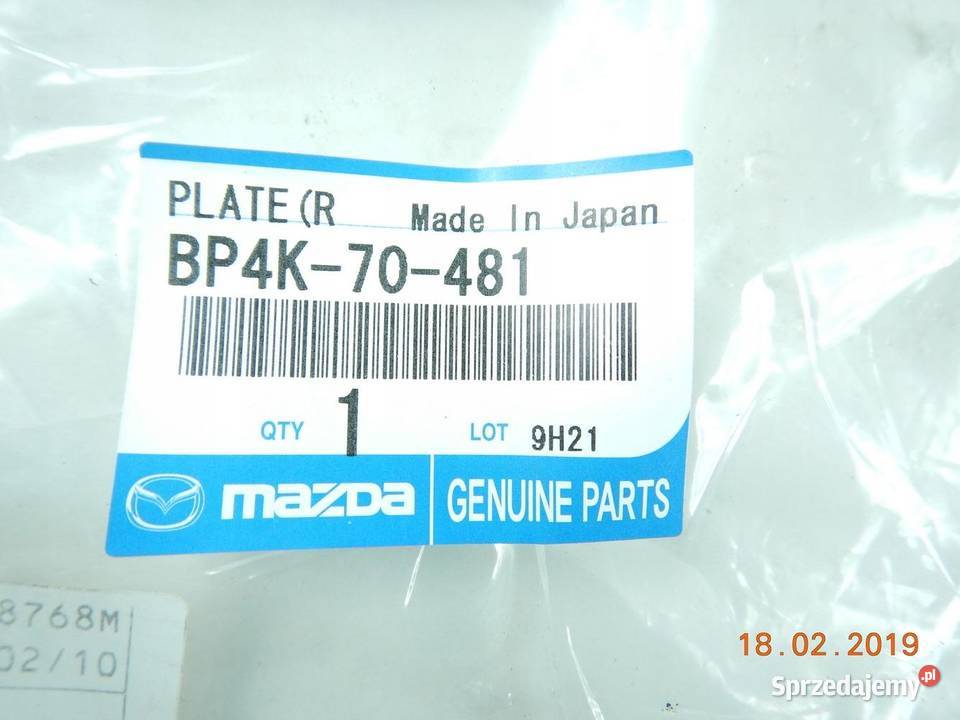 PLATE(R Made In Japan
BP4K-70-481
QTY 1 LOT 9H21
mazda GENUINE PARTS
8768M
02/10
18.02.2019
Sprzedajemy.pl